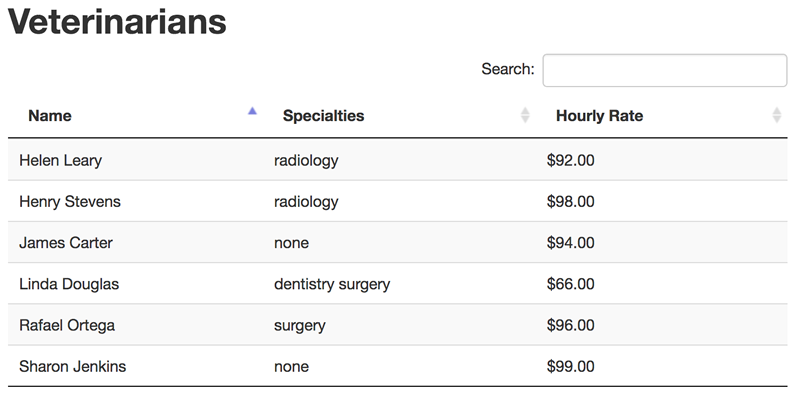 Veterinarians
Search:
Name Specialties Hourly Rate
Helen Leary radiology $92.00
Henry Stevens radiology $98.00
James Carter none $94.00
Linda Douglas dentistry surgery $66.00
Rafael Ortega surgery $96.00
Sharon Jenkins none $99.00